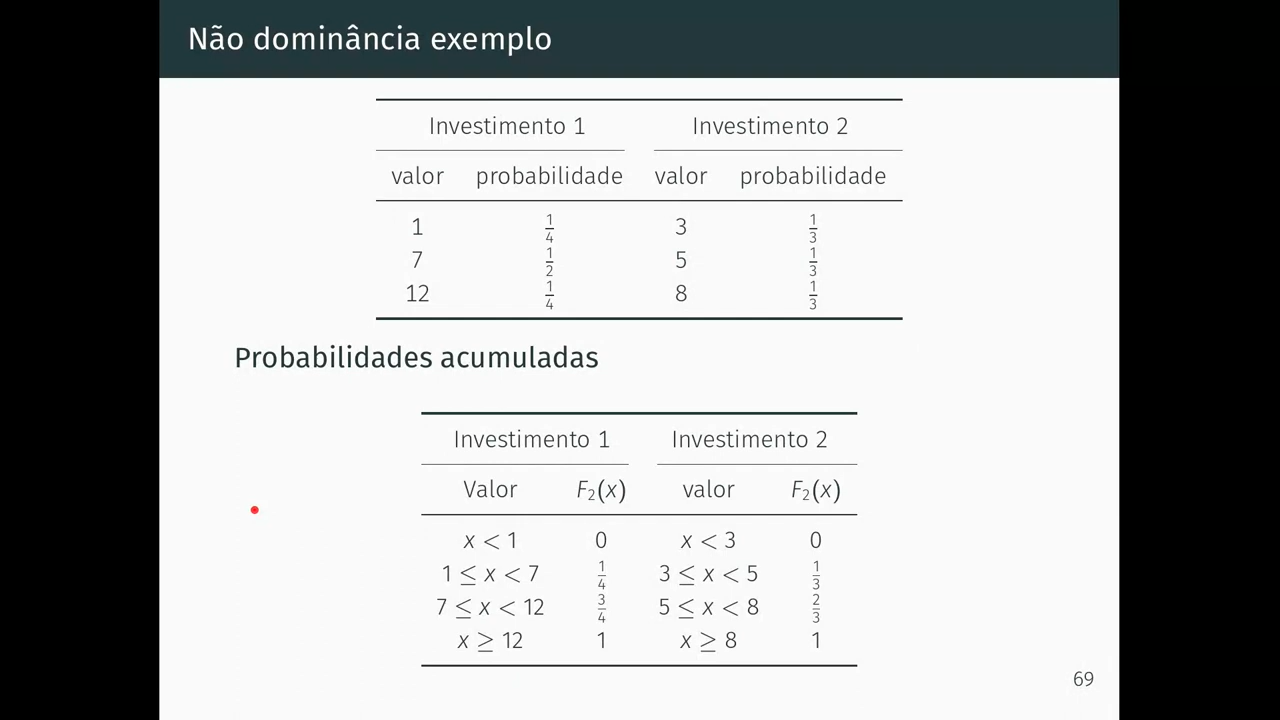 Não dominância exemplo
Investimento 1 Investimento 2
valor probabilidade valor probabilidade
1 1/4 3 1/3
7 1/2 5 1/3
12 1/4 8 1/3
Probabilidades acumuladas
Investimento 1 Investimento 2
Valor F₂(x) valor F₂(x)
x < 1 0 x < 3 0
1 ≤ x < 7 1/4 3 ≤ x < 5 1/3
7 ≤ x < 12 3/4 5 ≤ x < 8 2/3
x ≥ 12 1 x ≥ 8 1
69